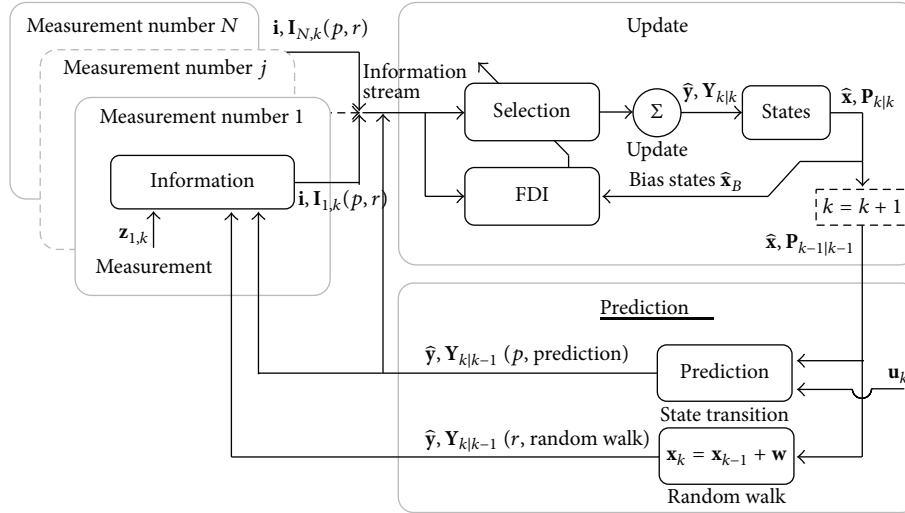 Measurement number N
Measurement number j
Measurement number 1
Information
z_{1,k}
Measurement
i, I_{N,k}(p, r)
Information
stream
i, I_{1,k}(p, r)
Update
Selection
Σ
Update
ŷ, Y_{k|k}
States
x̂, P_{k|k}
FDI
Bias states x̂_B
k = k + 1
x̂, P_{k−1|k−1}
Prediction
ŷ, Y_{k|k−1} (p, prediction)
Prediction
u_k
State transition
ŷ, Y_{k|k−1} (r, random walk)
x_k = x_{k−1} + w
Random walk